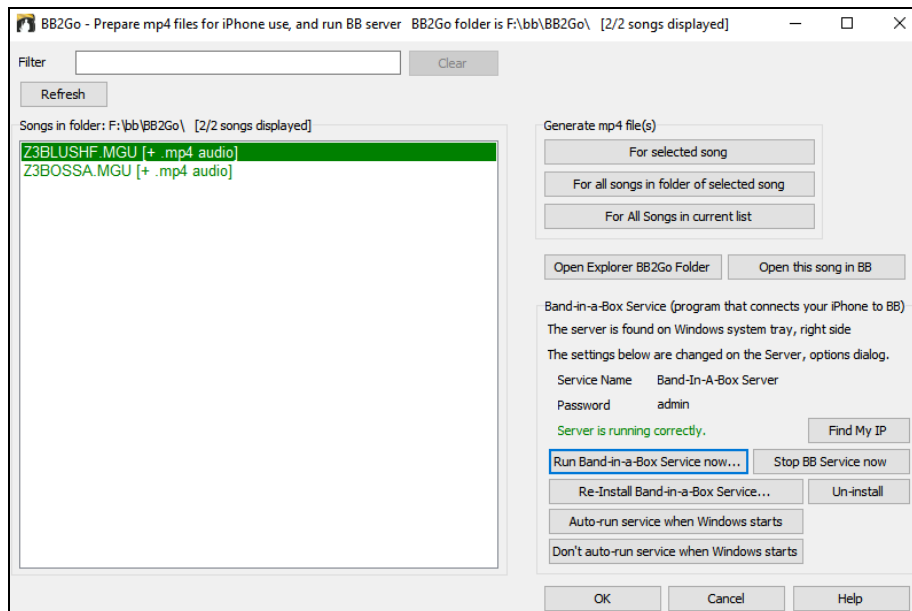 BB2Go - Prepare mp4 files for iPhone use, and run BB server   BB2Go folder is F:\bb\BB2Go\   [2/2 songs displayed]
Filter
Clear
Refresh
Songs in folder: F:\bb\BB2Go\   [2/2 songs displayed]
Z3BLUSHF.MGU [+ .mp4 audio]
Z3BOSSA.MGU [+ .mp4 audio]
Generate mp4 file(s)
For selected song
For all songs in folder of selected song
For All Songs in current list
Open Explorer BB2Go Folder
Open this song in BB
Band-in-a-Box Service (program that connects your iPhone to BB)
The server is found on Windows system tray, right side
The settings below are changed on the Server, options dialog.
Service Name   Band-In-A-Box Server
Password   admin
Server is running correctly.
Find My IP
Run Band-in-a-Box Service now...
Stop BB Service now
Re-Install Band-in-a-Box Service...
Un-install
Auto-run service when Windows starts
Don't auto-run service when Windows starts
OK
Cancel
Help